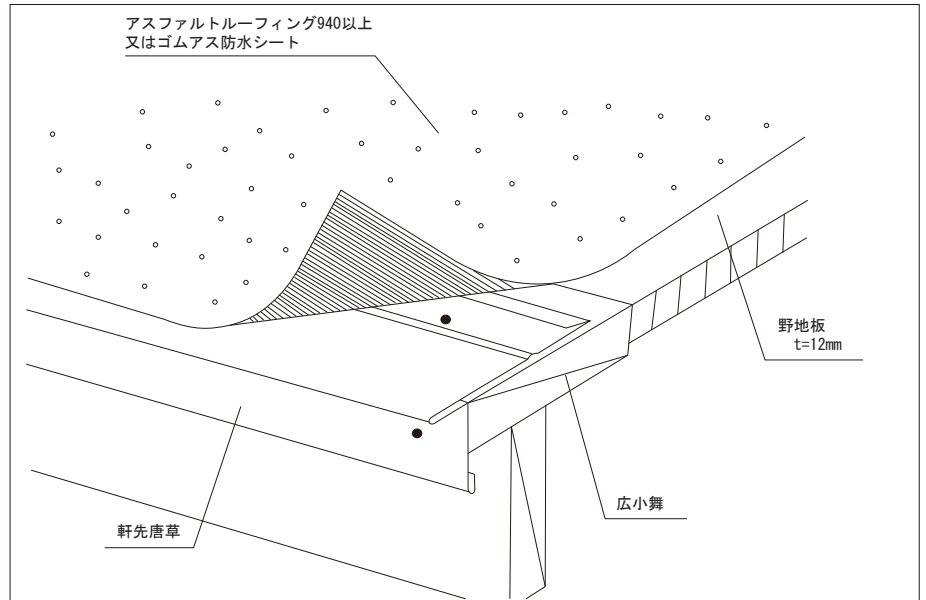 アスファルトルーフィング940以上
又はゴムアス防水シート
野地板
t=12mm
広小舞
軒先唐草